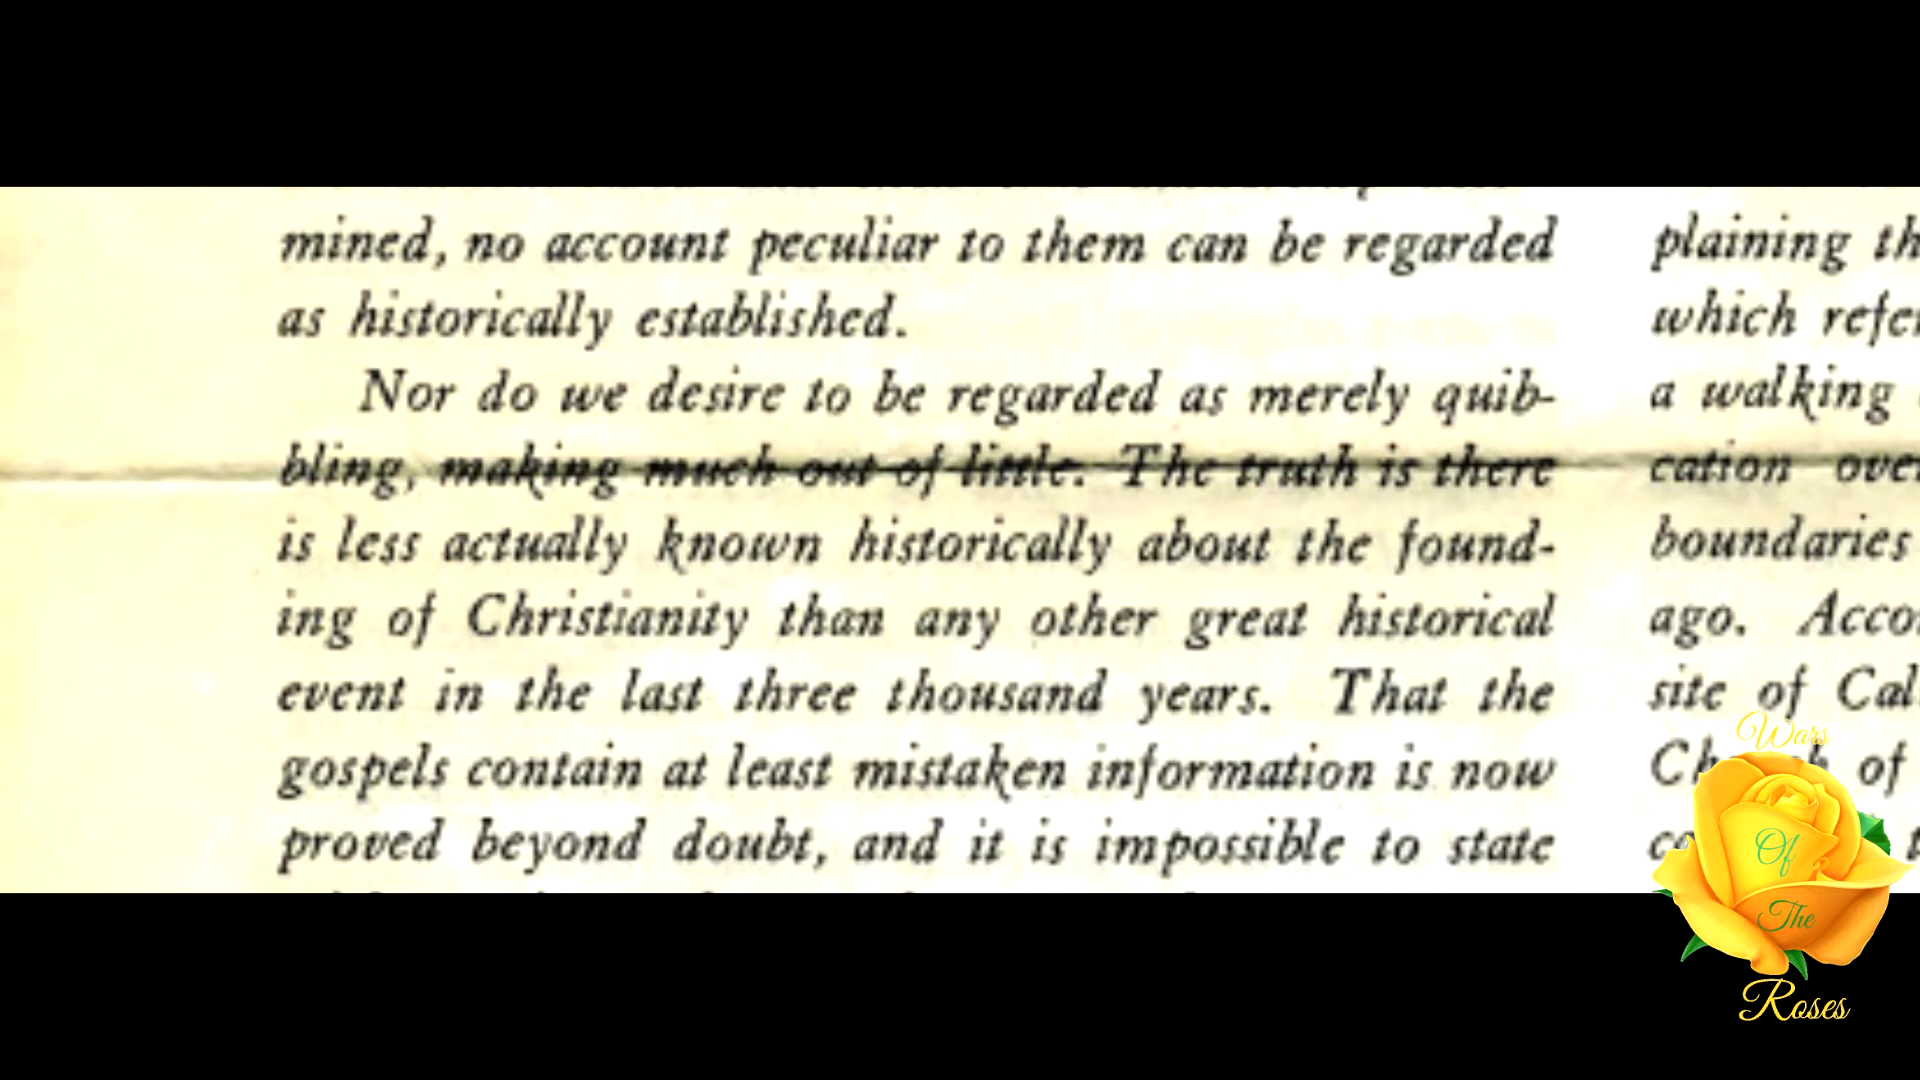 mined, no account peculiar to them can be regarded
as historically established.
Nor do we desire to be regarded as merely quib-
bling, making much out of little. The truth is there
is less actually known historically about the found-
ing of Christianity than any other great historical
event in the last three thousand years. That the
gospels contain at least mistaken information is now
proved beyond doubt, and it is impossible to state
plaining
which
a walking
cation
boundaries
ago.
site of
of
Wars
Of
The
Roses